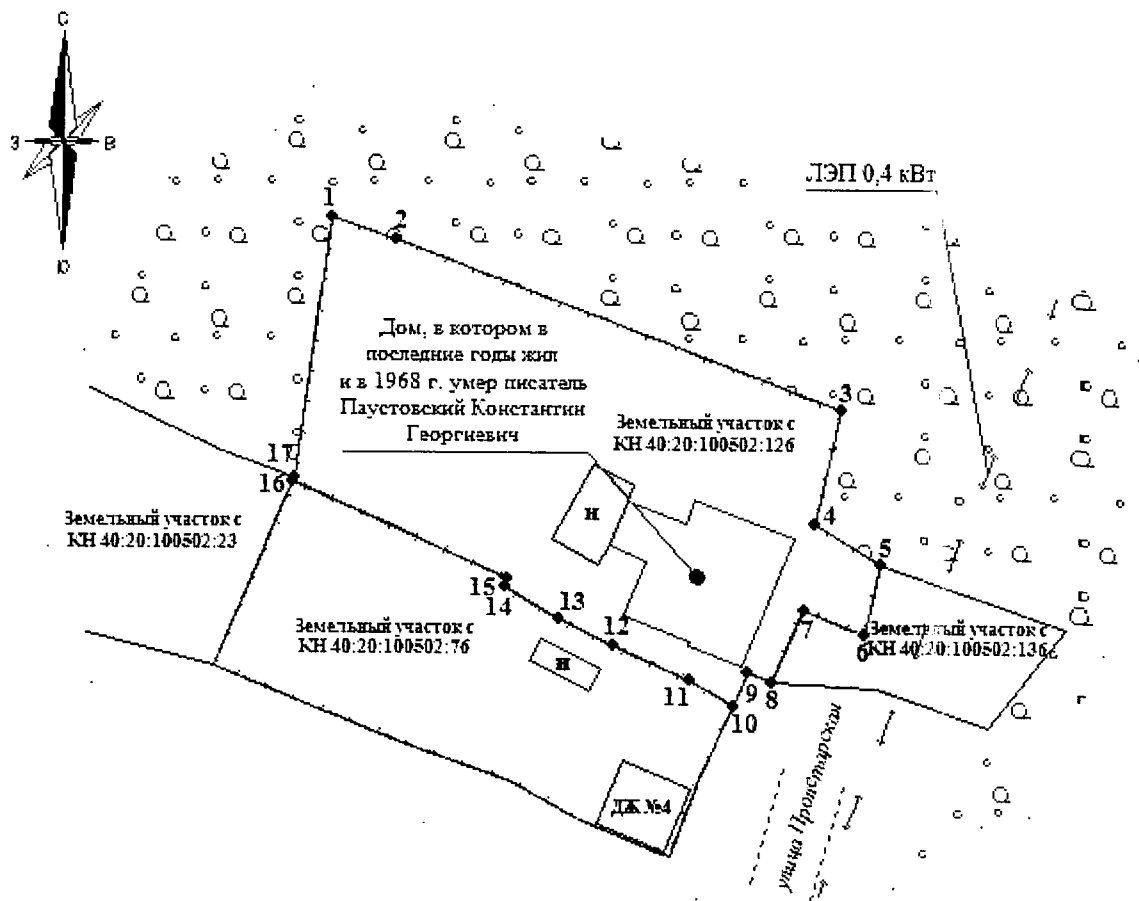 С
З
В
Ю
ЛЭП 0,4 кВт
1
2
Дом, в котором в
последние годы жил
и в 1968 г. умер писатель
Паустовский Константин
Георгиевич
3
Земельный участок с
КН 40:20:100502:126
17
16
н
4
Земельный участок с
КН 40:20:100502:23
5
15
14
13
12
7
6
Земельный участок с
КН 40:20:100502:136
Земельный участок с
КН 40:20:100502:76
н
11
9
8
10
ДЖ №4
улица Пролетарская